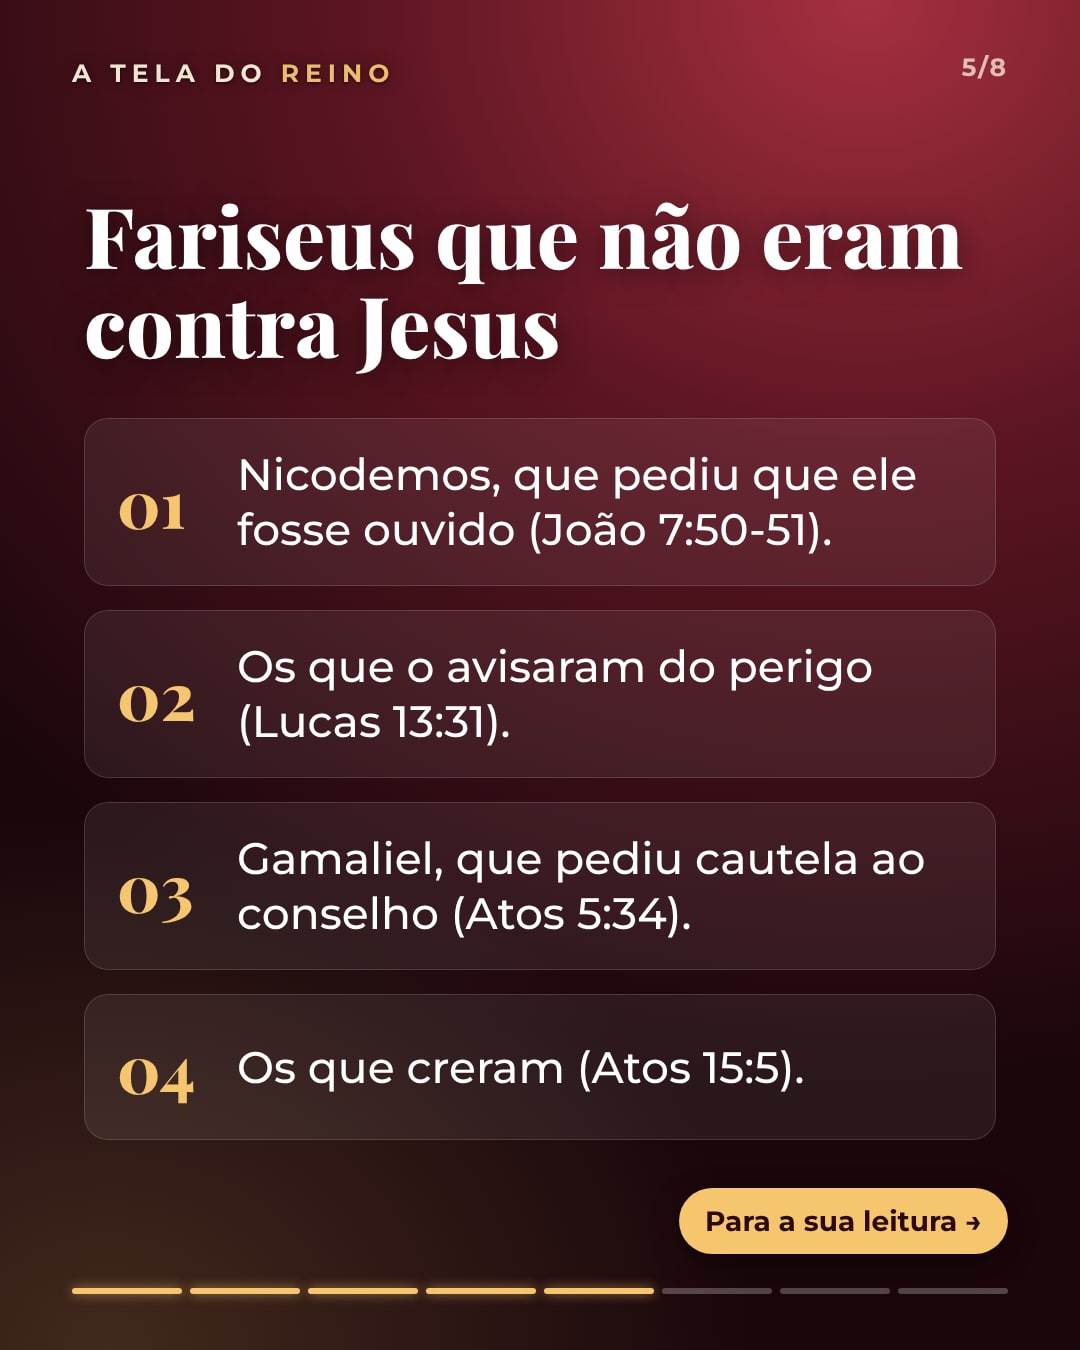 A TELA DO REINO
5/8
Fariseus que não eram
contra Jesus
01
Nicodemos, que pediu que ele
fosse ouvido (João 7:50-51).
02
Os que o avisaram do perigo
(Lucas 13:31).
03
Gamaliel, que pediu cautela ao
conselho (Atos 5:34).
04
Os que creram (Atos 15:5).
Para a sua leitura →